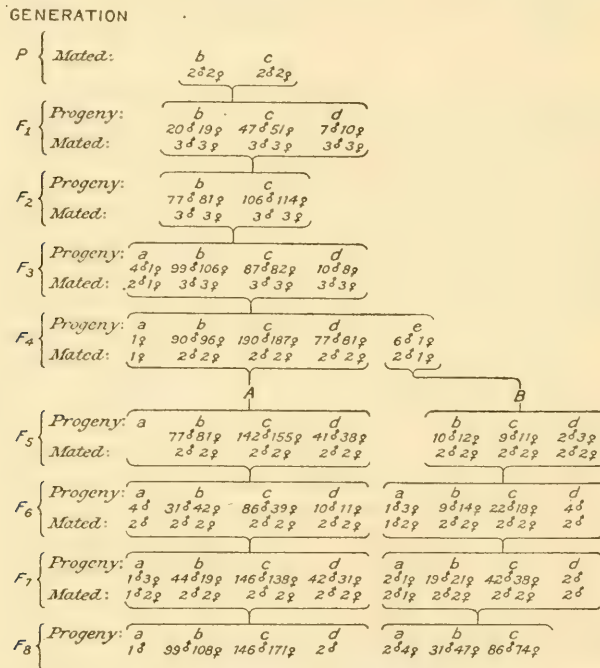 GENERATION
P { Mated: b c
2♂2♀ 2♂2♀
F1 { Progeny: b c d
20♂19♀ 47♂51♀ 7♂10♀
Mated: 3♂3♀ 3♂3♀ 3♂3♀
F2 { Progeny: b c
77♂81♀ 106♂114♀
Mated: 3♂3♀ 3♂3♀
F3 { Progeny: a b c d
4♂1♀ 99♂106♀ 87♂82♀ 10♂8♀
Mated: 2♂1♀ 3♂3♀ 3♂3♀ 3♂3♀
F4 { Progeny: a b c d e
1♀ 90♂96♀ 190♂187♀ 77♂81♀ 6♂1♀
Mated: 1♀ 2♂2♀ 2♂2♀ 2♂2♀ 2♂1♀
A B
F5 { Progeny: a b c d b c d
77♂81♀ 142♂155♀ 41♂38♀ 10♂12♀ 9♂11♀ 2♂3♀
Mated: 2♂2♀ 2♂2♀ 2♂2♀ 2♂2♀ 2♂2♀ 2♂2♀
F6 { Progeny: a b c d a b c d
4♂ 31♂42♀ 86♂39♀ 10♂11♀ 1♂3♀ 9♂14♀ 22♂18♀ 4♂
Mated: 2♂ 2♂2♀ 2♂2♀ 2♂2♀ 1♂2♀ 2♂2♀ 2♂2♀ 2♂
F7 { Progeny: a b c d a b c d
1♂3♀ 44♂19♀ 146♂138♀ 42♂31♀ 2♂1♀ 19♂21♀ 42♂38♀ 2♂
Mated: 1♂2♀ 2♂2♀ 2♂2♀ 2♂2♀ 2♂1♀ 2♂2♀ 2♂2♀ 2♂
F8 { Progeny: a b c d a b c
1♂ 99♂108♀ 146♂171♀ 2♂ 2♂4♀ 31♂47♀ 86♂74♀